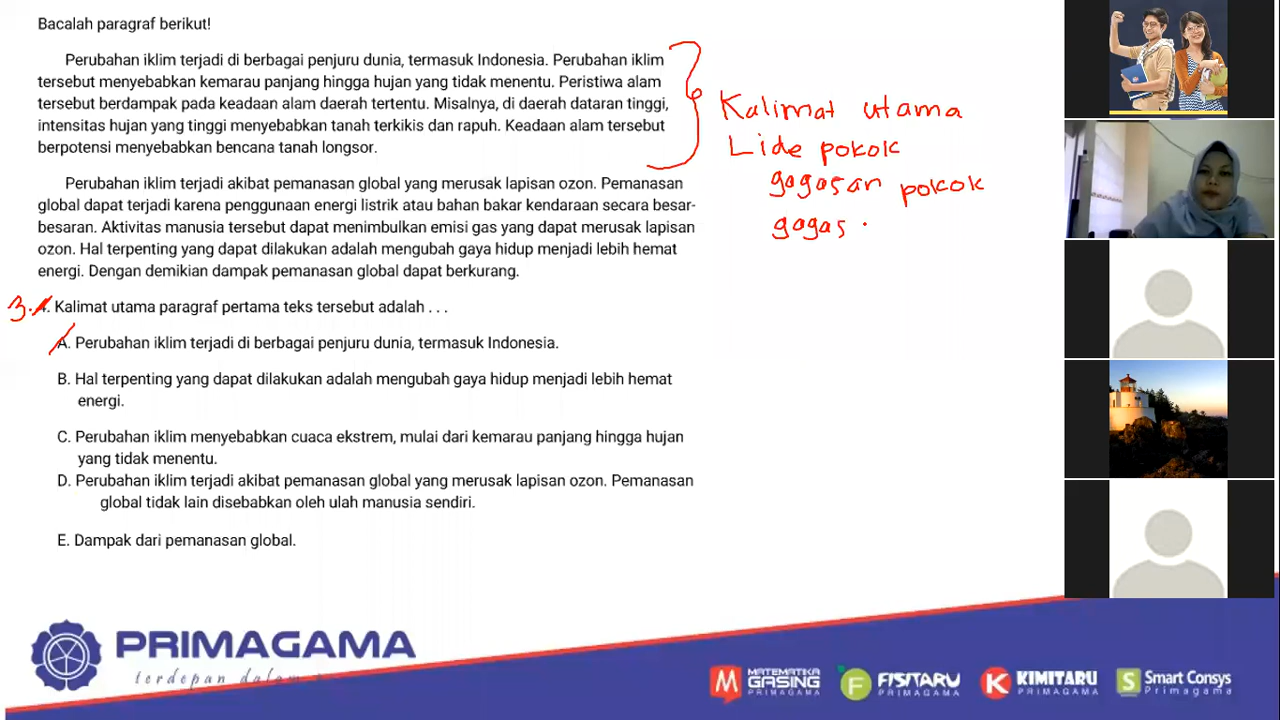 Bacalah paragraf berikut!
Perubahan iklim terjadi di berbagai penjuru dunia, termasuk Indonesia. Perubahan iklim
tersebut menyebabkan kemarau panjang hingga hujan yang tidak menentu. Peristiwa alam
tersebut berdampak pada keadaan alam daerah tertentu. Misalnya, di daerah dataran tinggi,
intensitas hujan yang tinggi menyebabkan tanah terkikis dan rapuh. Keadaan alam tersebut
berpotensi menyebabkan bencana tanah longsor.
Kalimat utama
ide pokok
gagasan pokok
gagas
Perubahan iklim terjadi akibat pemanasan global yang merusak lapisan ozon. Pemanasan
global dapat terjadi karena penggunaan energi listrik atau bahan bakar kendaraan secara besar-
besaran. Aktivitas manusia tersebut dapat menimbulkan emisi gas yang dapat merusak lapisan
ozon. Hal terpenting yang dapat dilakukan adalah mengubah gaya hidup menjadi lebih hemat
energi. Dengan demikian dampak pemanasan global dapat berkurang.
3. Kalimat utama paragraf pertama teks tersebut adalah . . .
A. Perubahan iklim terjadi di berbagai penjuru dunia, termasuk Indonesia.
B. Hal terpenting yang dapat dilakukan adalah mengubah gaya hidup menjadi lebih hemat
energi.
C. Perubahan iklim menyebabkan cuaca ekstrem, mulai dari kemarau panjang hingga hujan
yang tidak menentu.
D. Perubahan iklim terjadi akibat pemanasan global yang merusak lapisan ozon. Pemanasan
global tidak lain disebabkan oleh ulah manusia sendiri.
E. Dampak dari pemanasan global.
PRIMAGAMA
terdepan dalam
M MATEMATIKA GASING PRIMAGAMA
F FISITARU PRIMAGAMA
K KIMITARU PRIMAGAMA
S Smart Consys Primagama